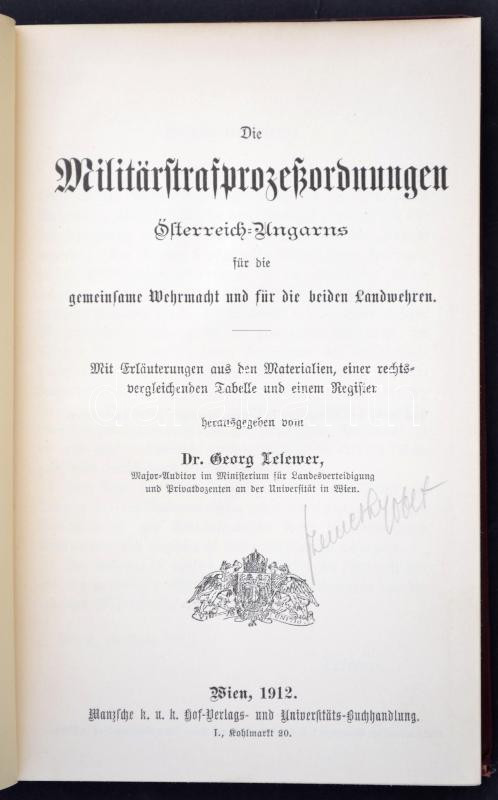 Die
Militärstrafprozeßordnungen
Österreich-Ungarns
für die
gemeinsame Wehrmacht und für die beiden Landwehren.
Mit Erläuterungen aus den Materialien, einer rechts-
vergleichenden Tabelle und einem Register
herausgegeben vom
Dr. Georg Lelewer,
Major-Auditor im Ministerium für Landesverteidigung
und Privatdozenten an der Universität in Wien.
Wien, 1912.
Manzsche k. u. k. Hof-Verlags- und Universitäts-Buchhandlung.
I., Kohlmarkt 20.